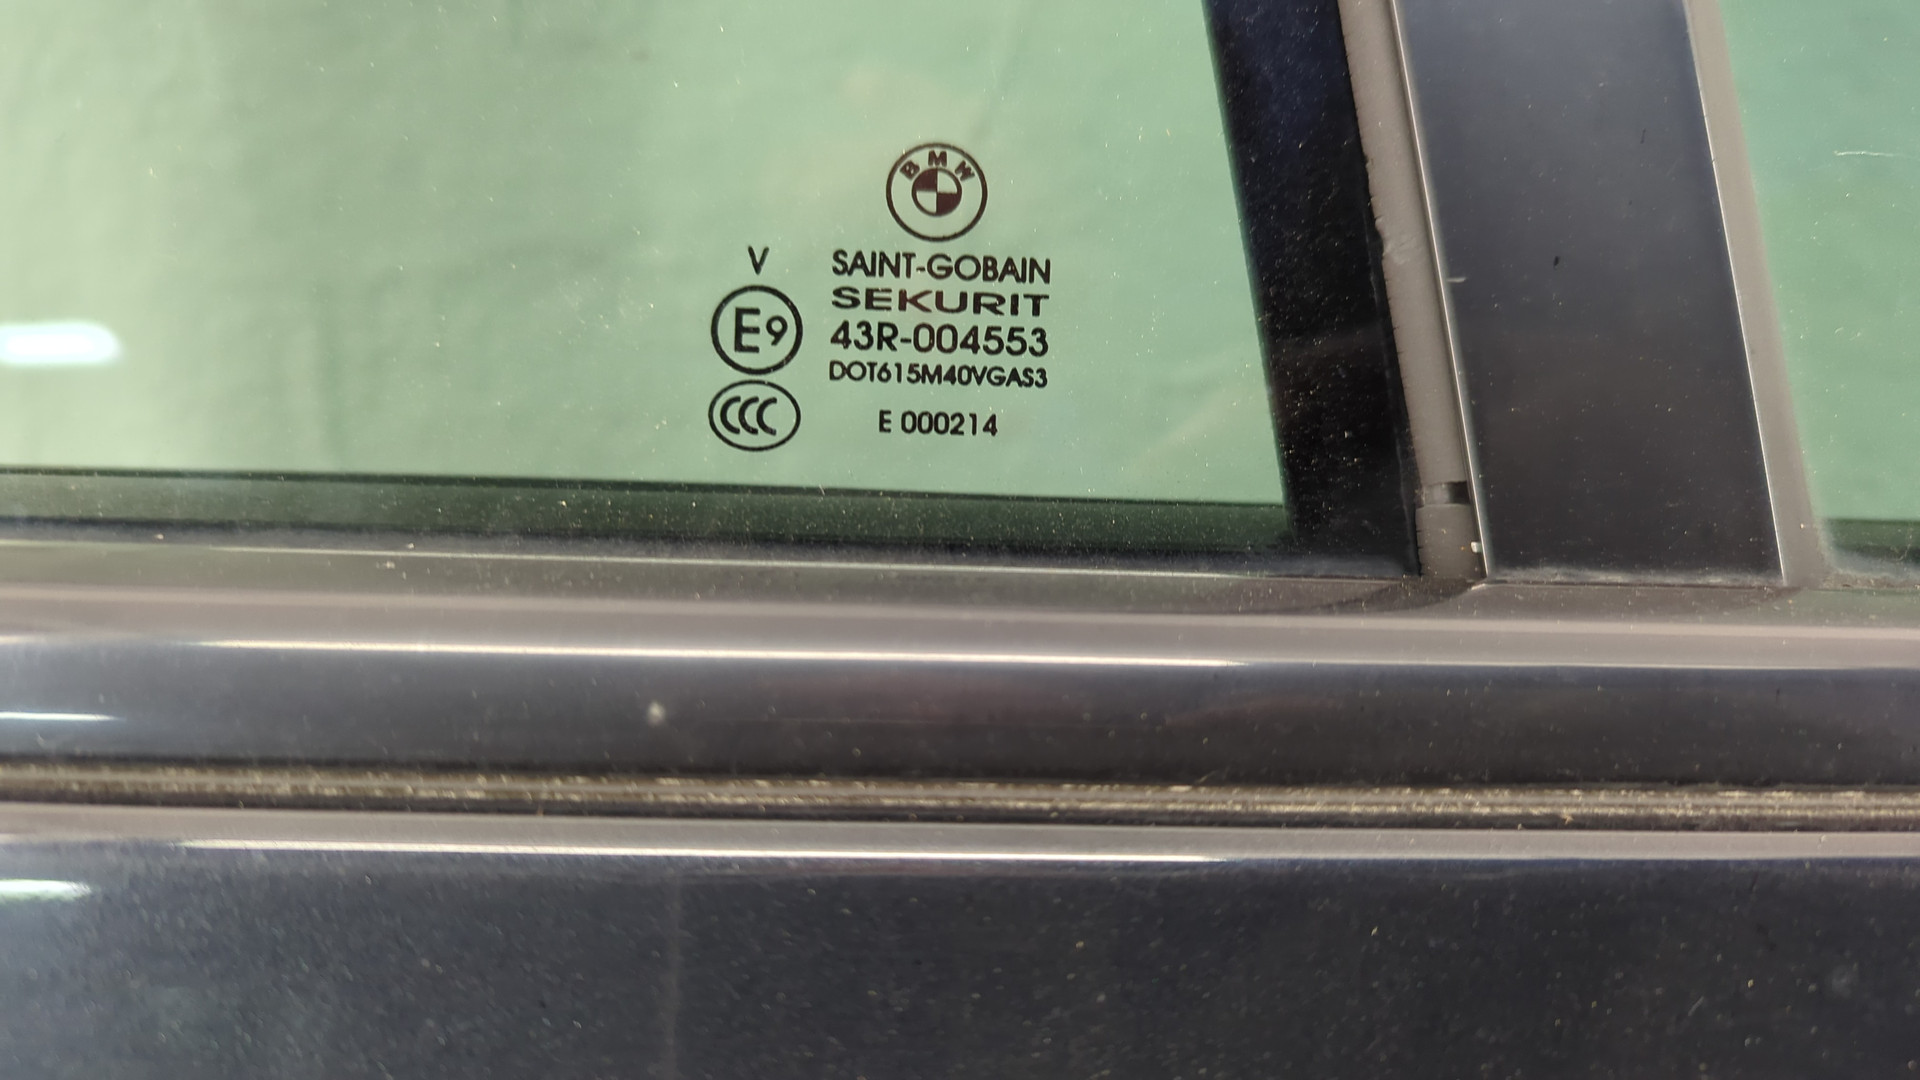 BMW
V
SAINT-GOBAIN
SEKURIT
E9
43R-004553
DOT615M40VGAS3
CCC
E 000214